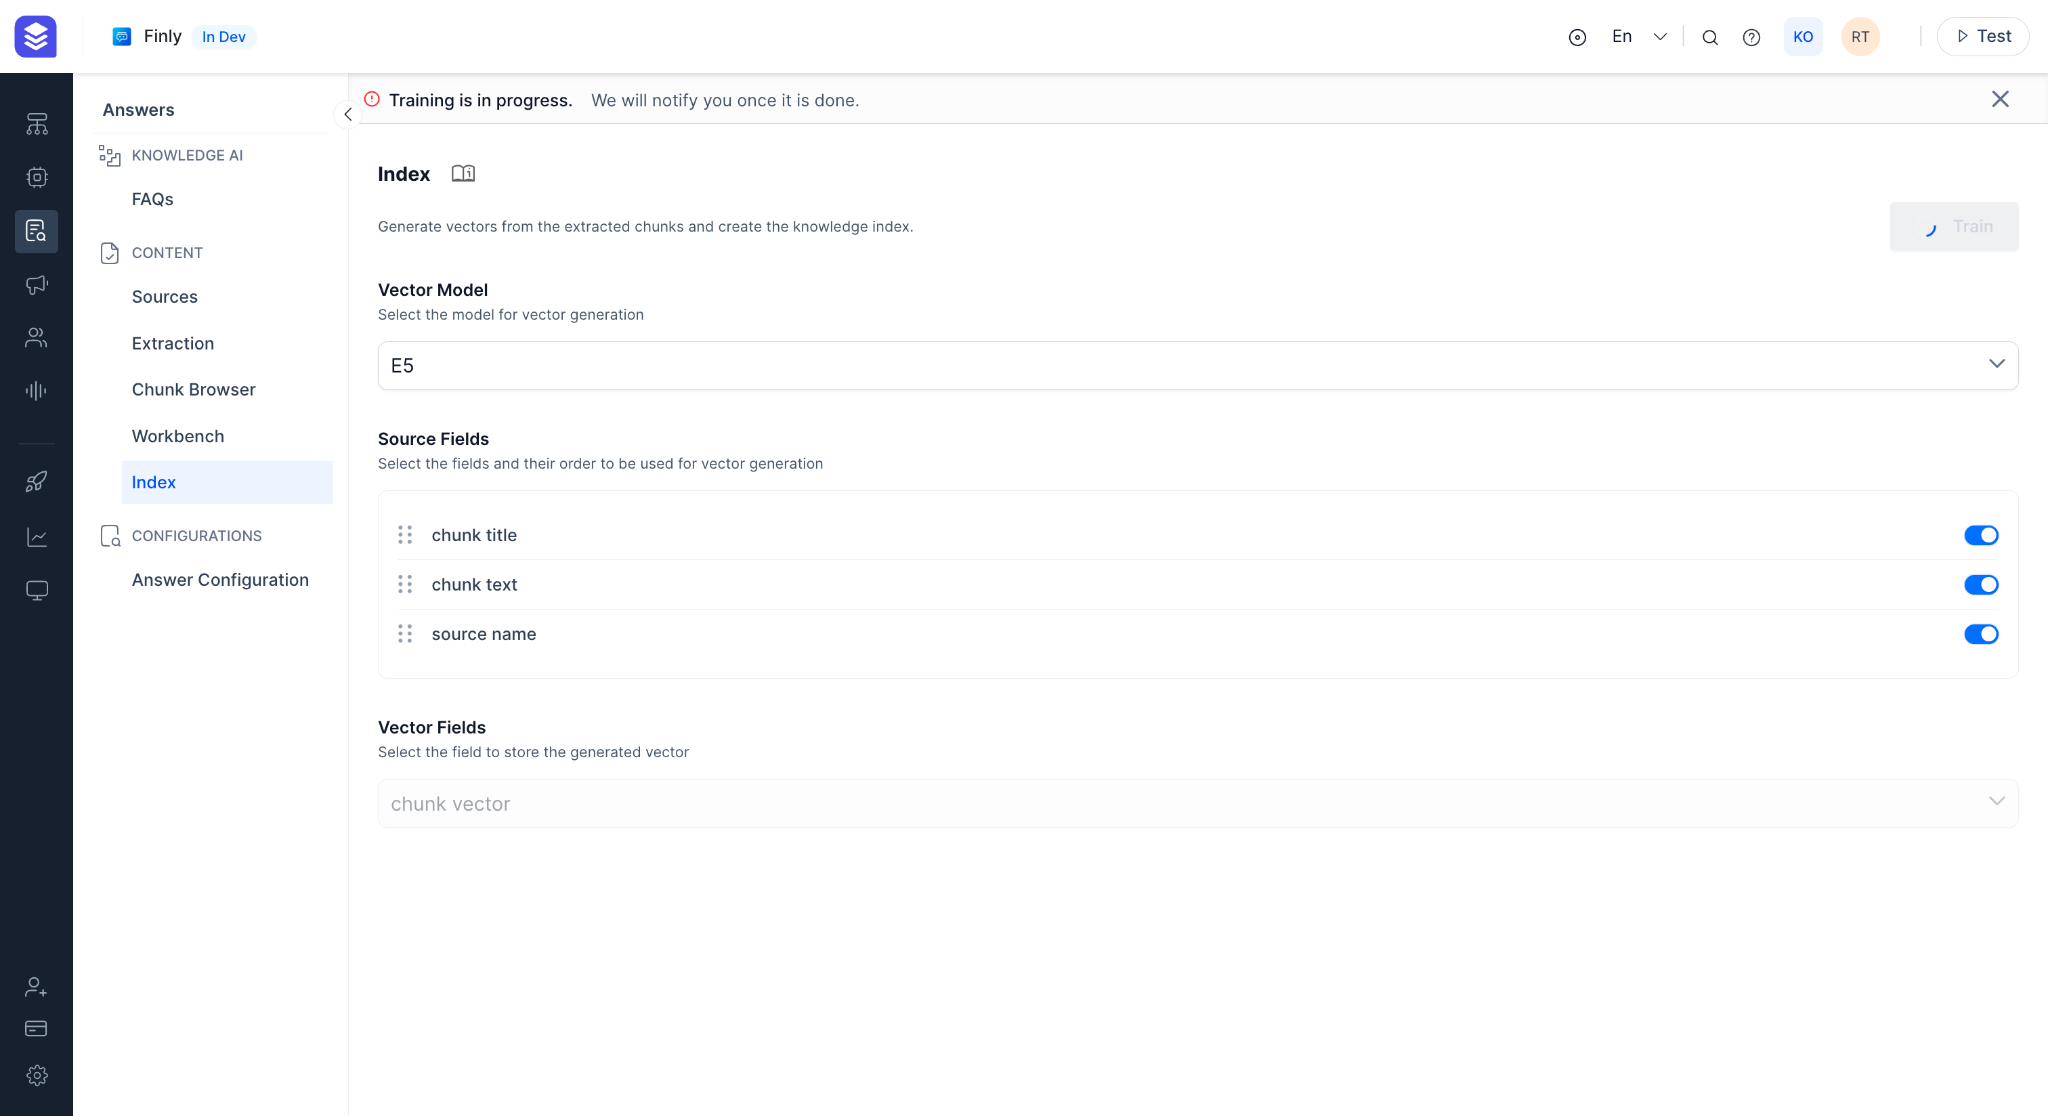 Finly In Dev
En
KO
RT
Test
Answers
Training is in progress. We will notify you once it is done.
KNOWLEDGE AI
FAQs
CONTENT
Sources
Extraction
Chunk Browser
Workbench
Index
CONFIGURATIONS
Answer Configuration
Index
Generate vectors from the extracted chunks and create the knowledge index.
Train
Vector Model
Select the model for vector generation
E5
Source Fields
Select the fields and their order to be used for vector generation
chunk title
chunk text
source name
Vector Fields
Select the field to store the generated vector
chunk vector